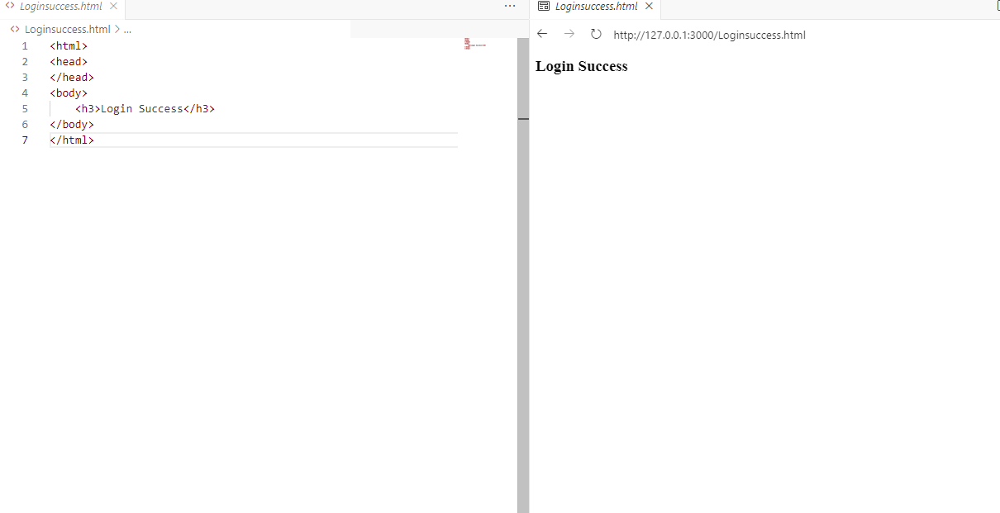 Loginsuccess.html
Loginsuccess.html > ...
1 <html>
2 <head>
3 </head>
4 <body>
5     <h3>Login Success</h3>
6 </body>
7 </html>
Loginsuccess.html
http://127.0.0.1:3000/Loginsuccess.html
Login Success